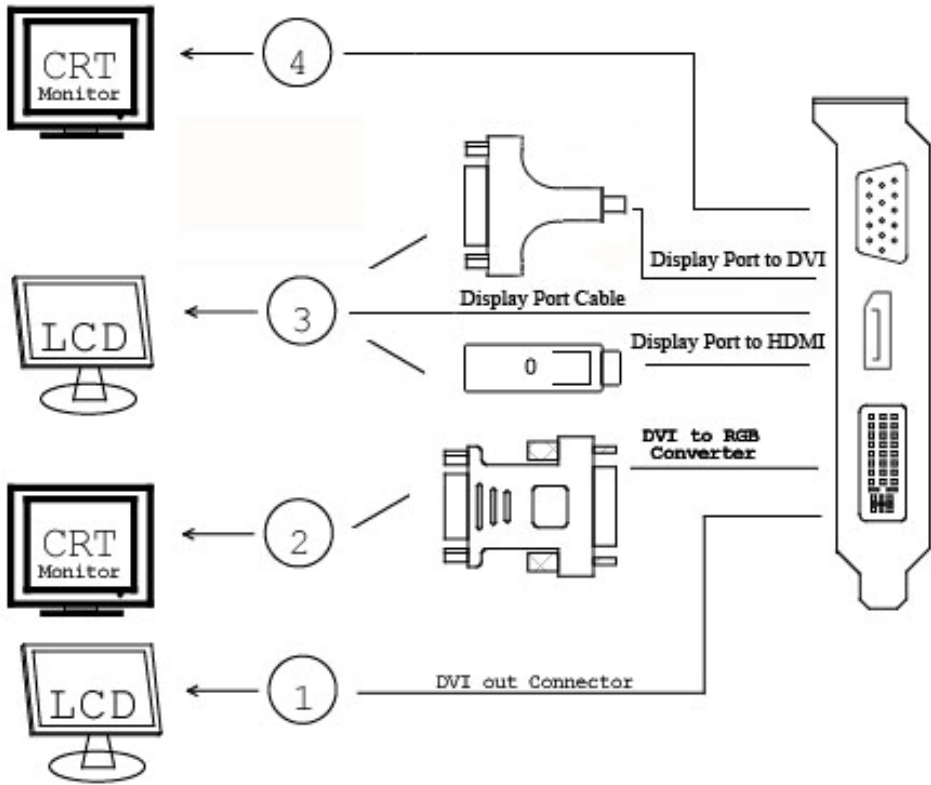 CRT
Monitor
4
Display Port to DVI
LCD
3
Display Port Cable
Display Port to HDMI
0
DVI to RGB
Converter
CRT
Monitor
2
LCD
1
DVI out Connector